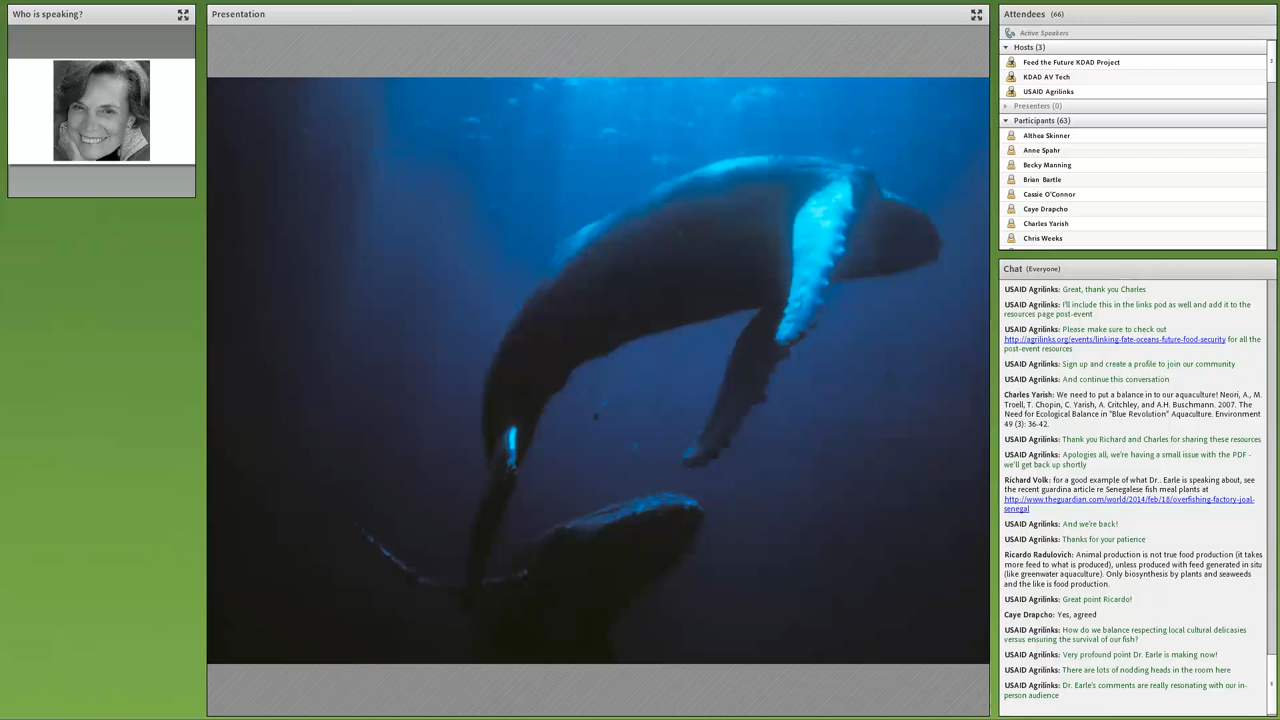 Who is speaking?
Presentation
Attendees (66)
Active Speakers
Hosts (3)
Feed the Future KDAD Project
KDAD AV Tech
USAID Agrilinks
Presenters (0)
Participants (63)
Althea Skinner
Anne Spahr
Becky Manning
Brian Bartle
Cassie O'Connor
Caye Drapcho
Charles Yarish
Chris Weeks
Chat (Everyone)
USAID Agrilinks: Great, thank you Charles
USAID Agrilinks: I'll include this in the links pod as well and add it to the
resources page post-event
USAID Agrilinks: Please make sure to check out
http://agrilinks.org/events/linking-fate-oceans-future-food-security for all the
post-event resources
USAID Agrilinks: Sign up and create a profile to join our community
USAID Agrilinks: And continue this conversation
Charles Yarish: We need to put a balance in to our aquaculture! Neori, A., M.
Troell, T. Chopin, C. Yarish, A. Critchley, and A.H. Buschmann. 2007. The
Need for Ecological Balance in "Blue Revolution" Aquaculture. Environment
49 (3): 36-42.
USAID Agrilinks: Thank you Richard and Charles for sharing these resources
USAID Agrilinks: Apologies all, we're having a small issue with the PDF -
we'll get back up shortly
Richard Volk: for a good example of what Dr.. Earle is speaking about, see
the recent guardina article re Senegalese fish meal plants at
http://www.theguardian.com/world/2014/feb/18/overfishing-factory-joal-
senegal
USAID Agrilinks: And we're back!
USAID Agrilinks: Thanks for your patience
Ricardo Radulovich: Animal production is not true food production (it takes
more feed to what is produced), unless produced with feed generated in situ
(like greenwater aquaculture). Only biosynthesis by plants and seaweeds
and the like is food production.
USAID Agrilinks: Great point Ricardo!
Caye Drapcho: Yes, agreed
USAID Agrilinks: How do we balance respecting local cultural delicasies
versus ensuring the survival of our fish?
USAID Agrilinks: Very profound point Dr. Earle is making now!
USAID Agrilinks: There are lots of nodding heads in the room here
USAID Agrilinks: Dr. Earle's comments are really resonating with our in-
person audience